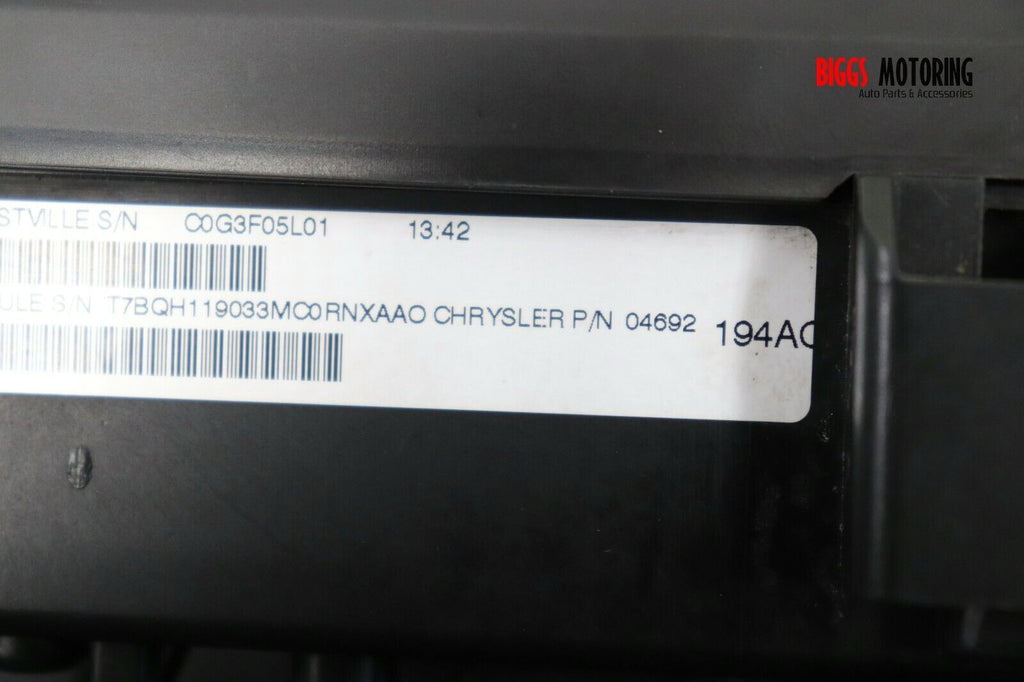 BIGGS MOTORING
Auto Parts & Accessories
STVILLE S/N C0G3F05L01 13:42
ULE S/N T7BQH119033MC0RNXAAO CHRYSLER P/N 04692 194AC